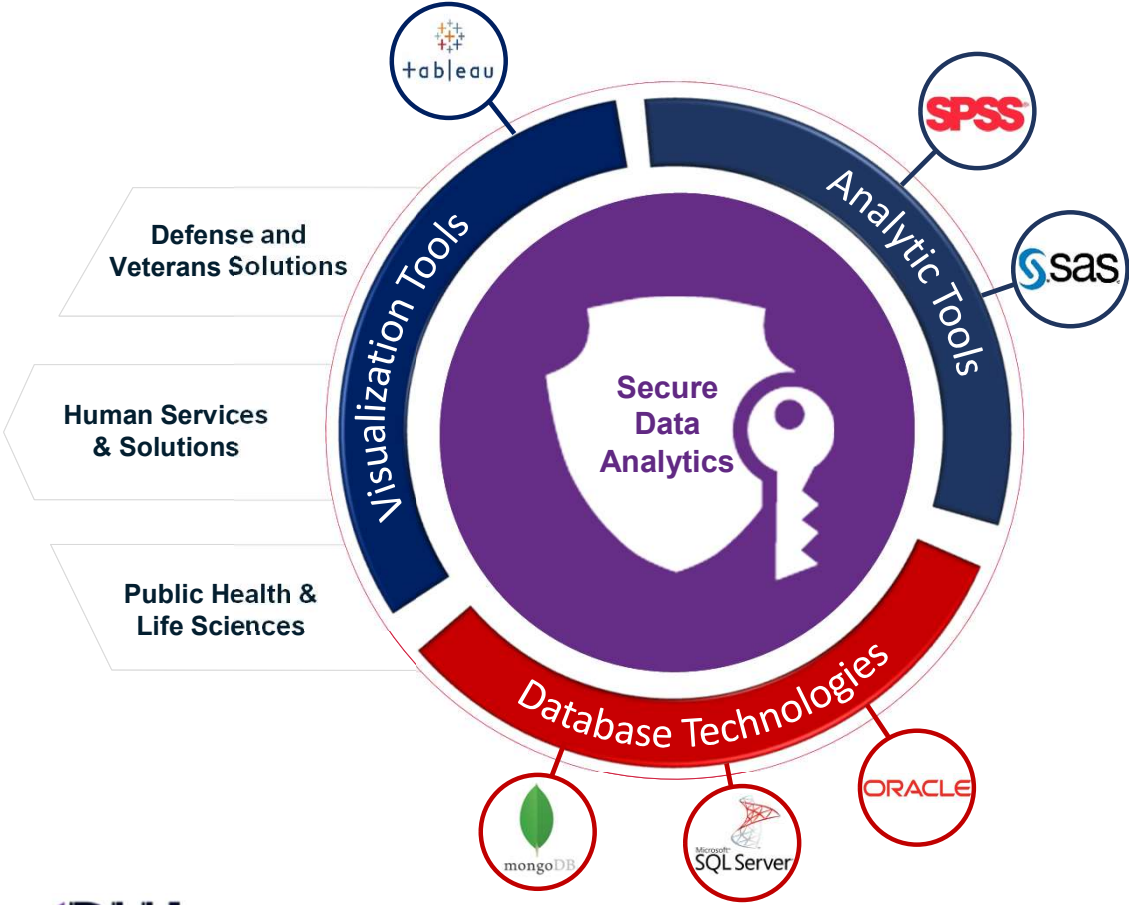 +ableau
SPSS
Analytic Tools
sas
Visualization Tools
Defense and
Veterans Solutions
Secure
Data
Analytics
Human Services
& Solutions
Public Health &
Life Sciences
Database Technologies
ORACLE
mongoDB
Microsoft
SQL Server